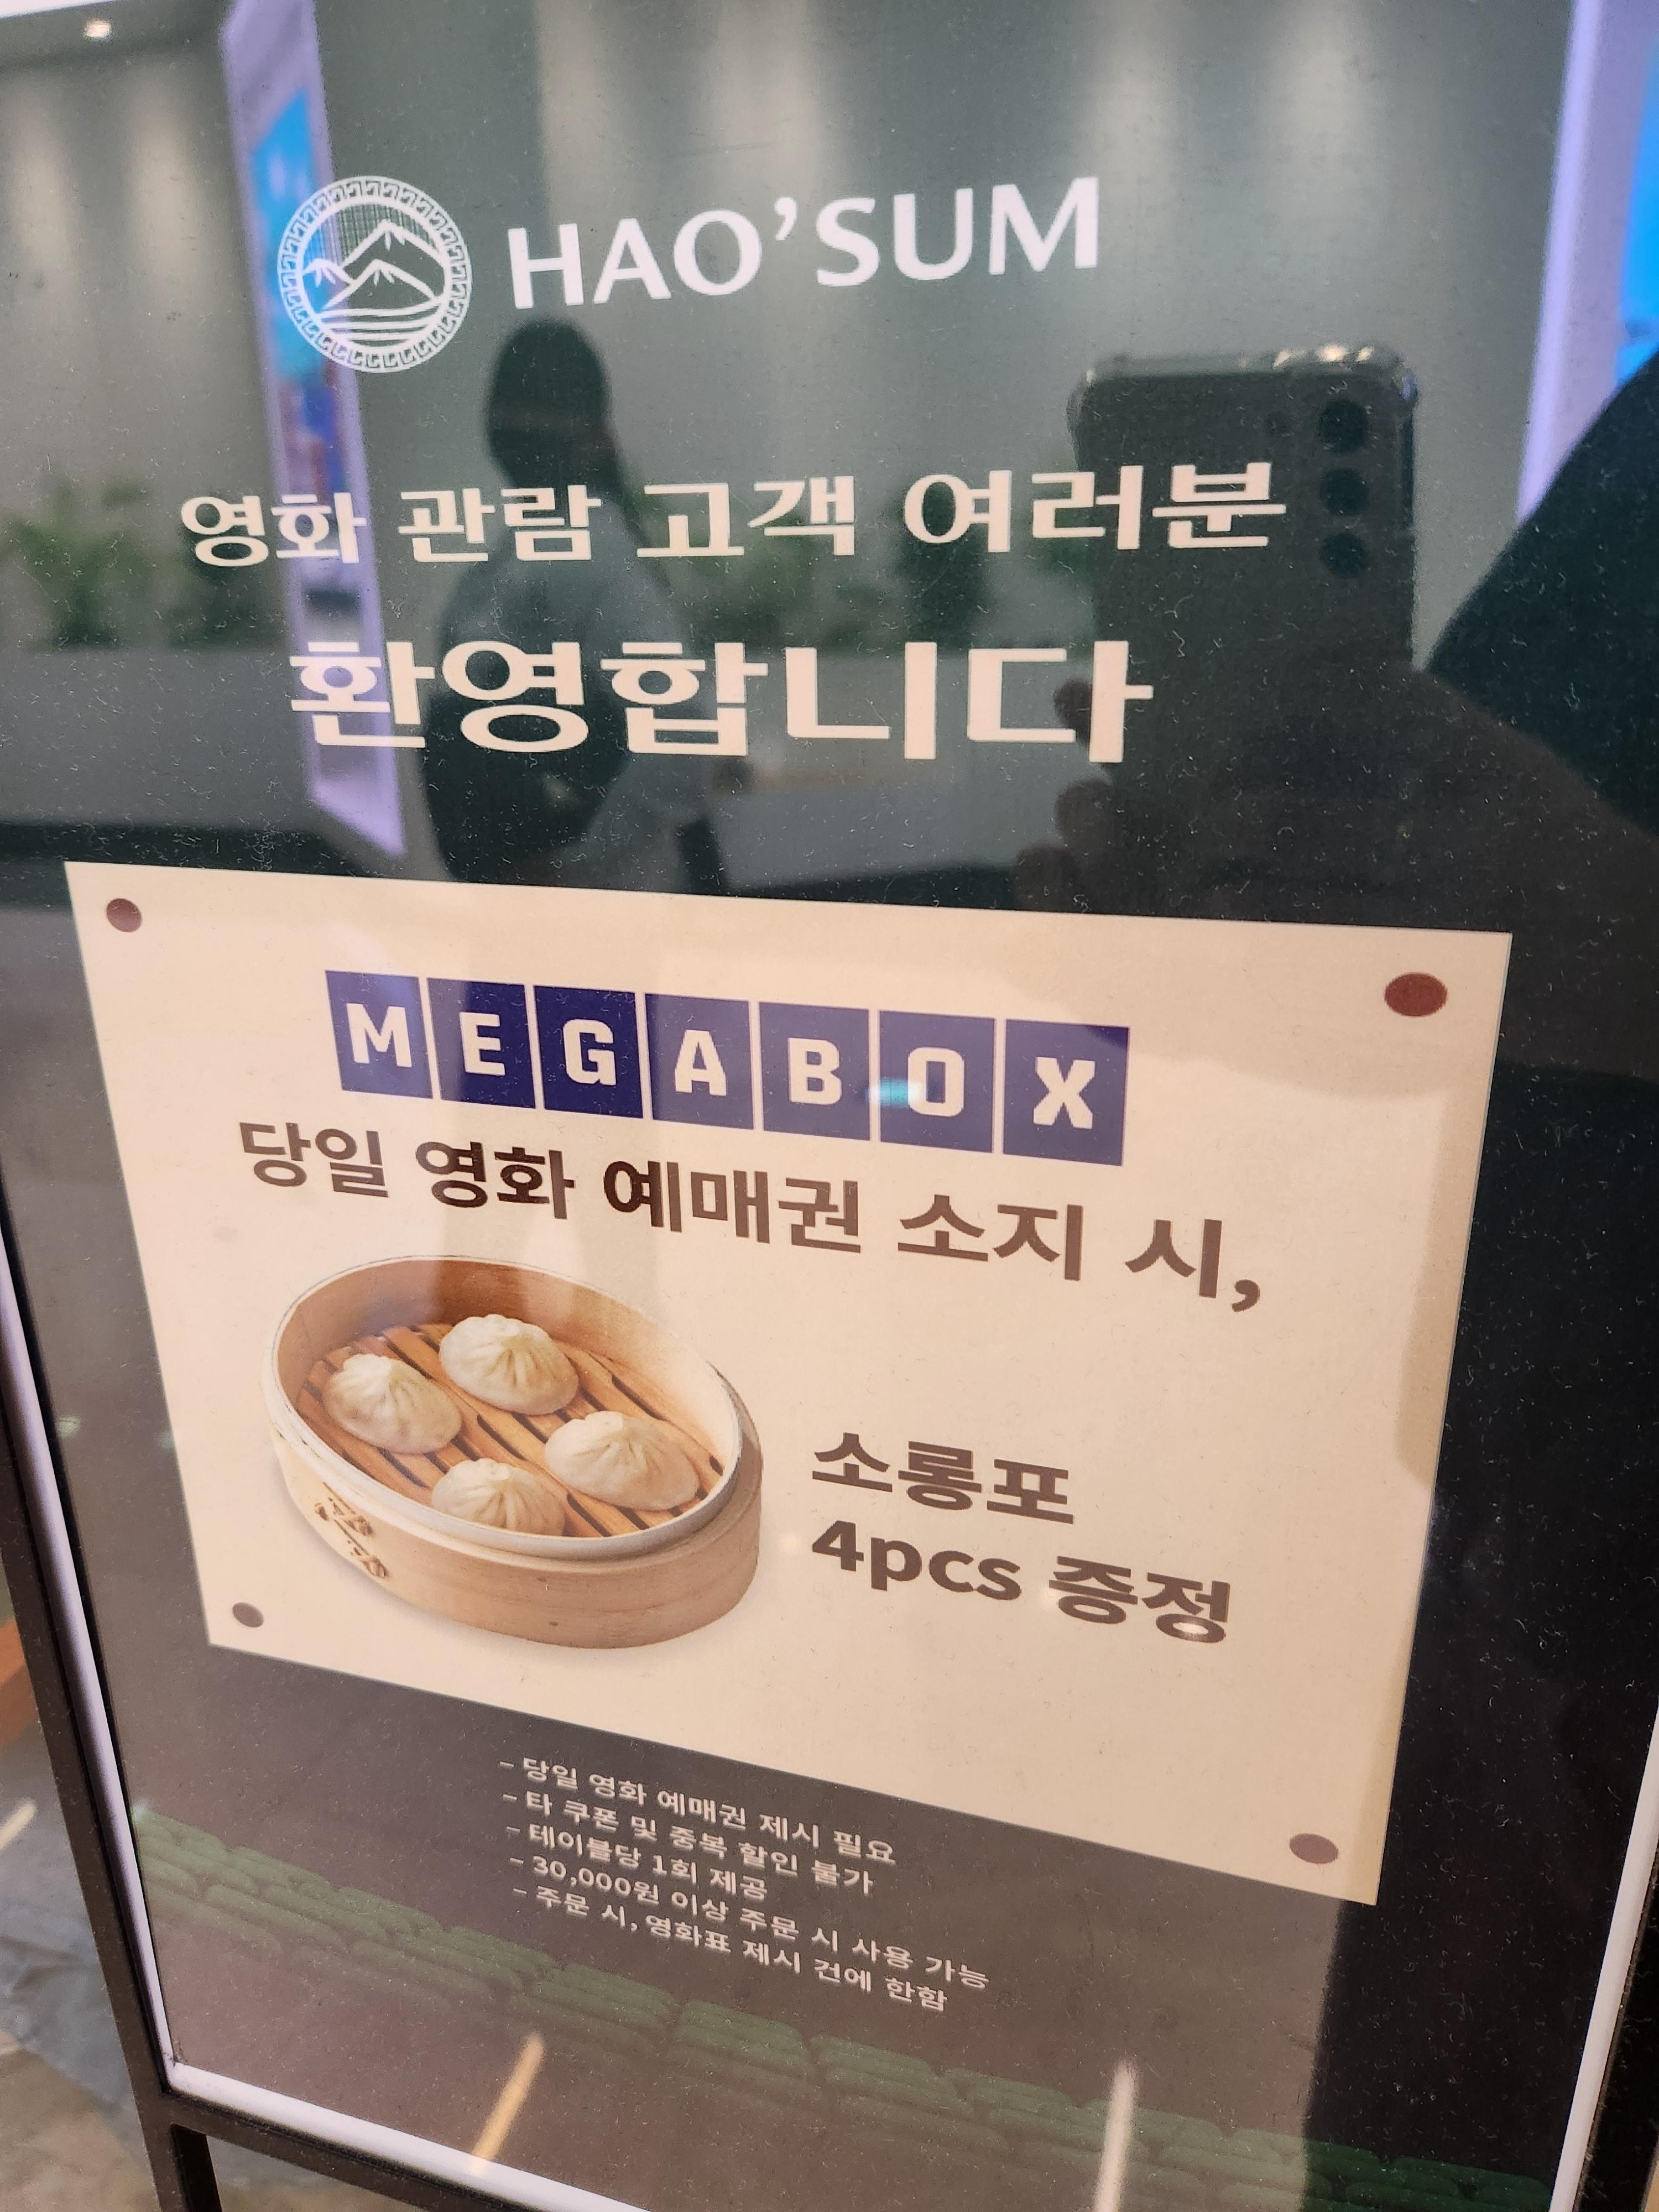 HAO'SUM
영화 관람 고객 여러분
환영합니다
MEGABOX
당일 영화 예매권 소지 시,
소롱포
4pcs 증정
- 당일 영화 예매권 제시 필요
- 타 쿠폰 및 중복 할인 불가
- 테이블당 1회 제공
- 30,000원 이상 주문 시 사용 가능
- 주문 시, 영화표 제시 건에 한함